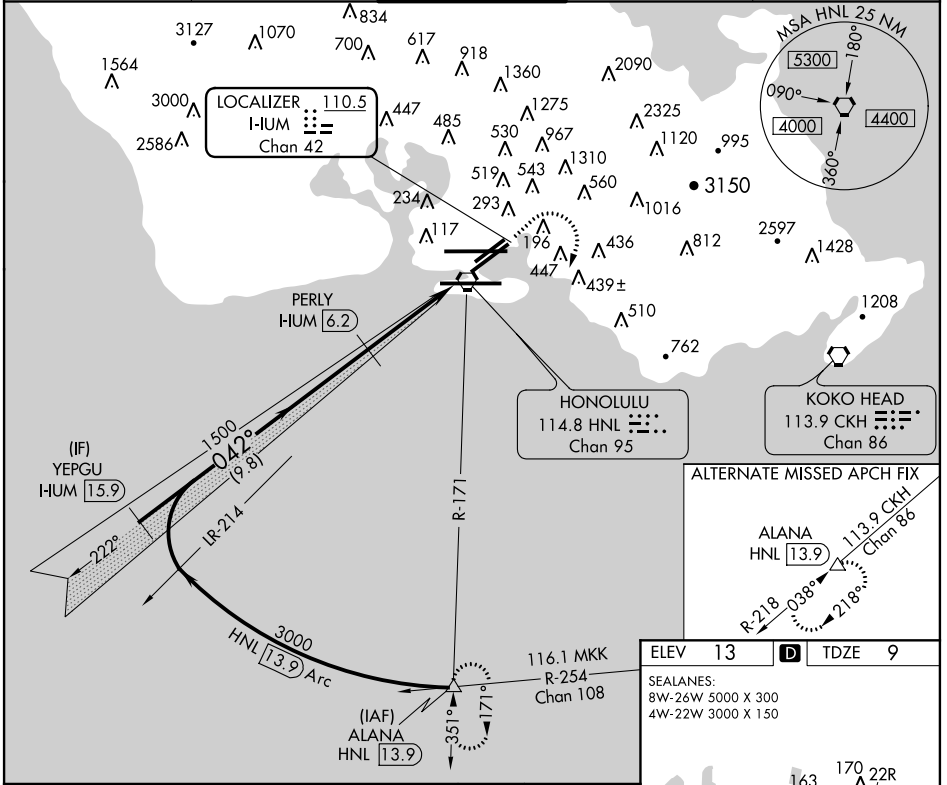 834
3127
1070
700
617
918
1564
1360
2090
3000
2586
LOCALIZER 110.5
I-IUM
Chan 42
447
485
1275
530
967
2325
1120
995
519
543
1310
560
3150
234
293
1016
117
196
447
436
812
2597
1428
439±
510
1208
762
MSA HNL 25 NM
5300
180°
090°
4000
4400
360°
PERLY
I-IUM 6.2
HONOLULU
114.8 HNL
Chan 95
KOKO HEAD
113.9 CKH
Chan 86
(IF)
YEPGU
I-IUM 15.9
1500
042°
(9.8)
222°
LR-214
R-171
3000
HNL 13.9 Arc
(IAF)
ALANA
HNL 13.9
351°
171°
116.1 MKK
R-254
Chan 108
ALTERNATE MISSED APCH FIX
ALANA
HNL 13.9
113.9 CKH
Chan 86
R-218
038°
218°
ELEV 13 D TDZE 9
SEALANES:
8W-26W 5000 X 300
4W-22W 3000 X 150
163
170
22R